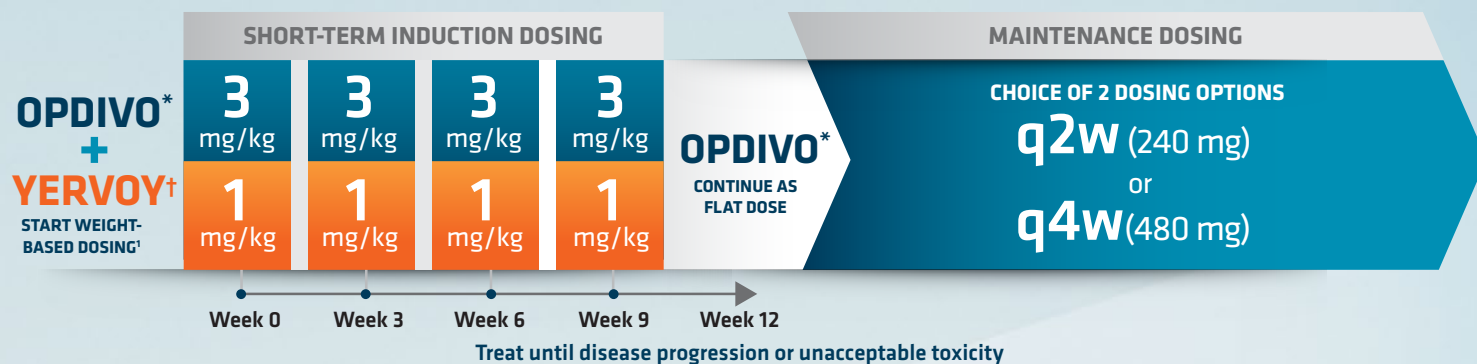 SHORT-TERM INDUCTION DOSING
MAINTENANCE DOSING
OPDIVO*
+
YERVOY†
START WEIGHT-
BASED DOSING¹
3 3 3 3
mg/kg mg/kg mg/kg mg/kg
1 1 1 1
mg/kg mg/kg mg/kg mg/kg
OPDIVO*
CONTINUE AS
FLAT DOSE
CHOICE OF 2 DOSING OPTIONS
q2w (240 mg)
or
q4w(480 mg)
Week 0 Week 3 Week 6 Week 9 Week 12
Treat until disease progression or unacceptable toxicity